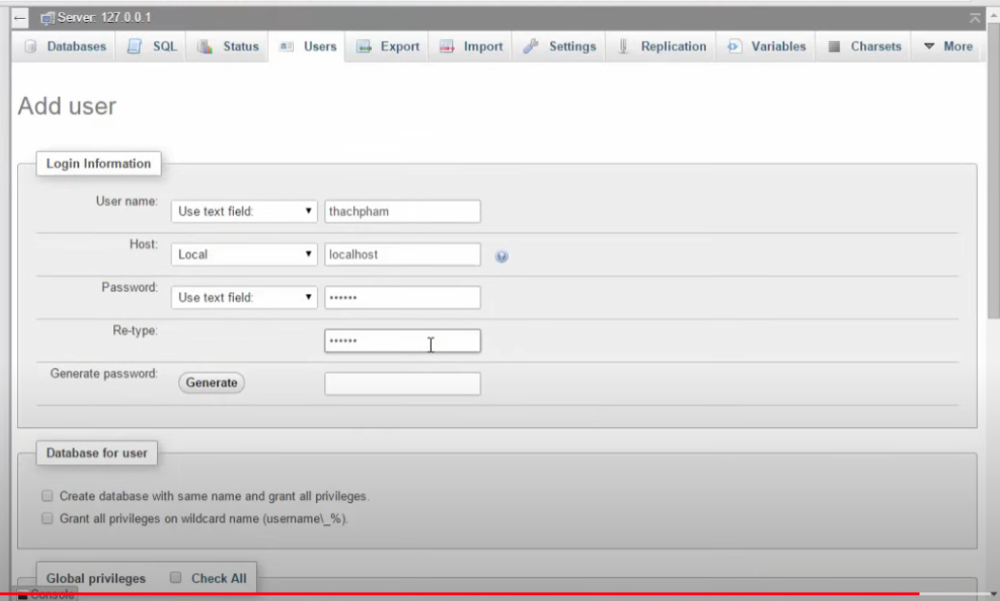 Server: 127.0.0.1
Databases SQL Status Users Export Import Settings Replication Variables Charsets More
Add user
Login Information
User name: Use text field: thachpham
Host: Local localhost
Password: Use text field: ••••••
Re-type: ••••••
Generate password: Generate
Database for user
Create database with same name and grant all privileges.
Grant all privileges on wildcard name (username\_%).
Global privileges Check All
Console